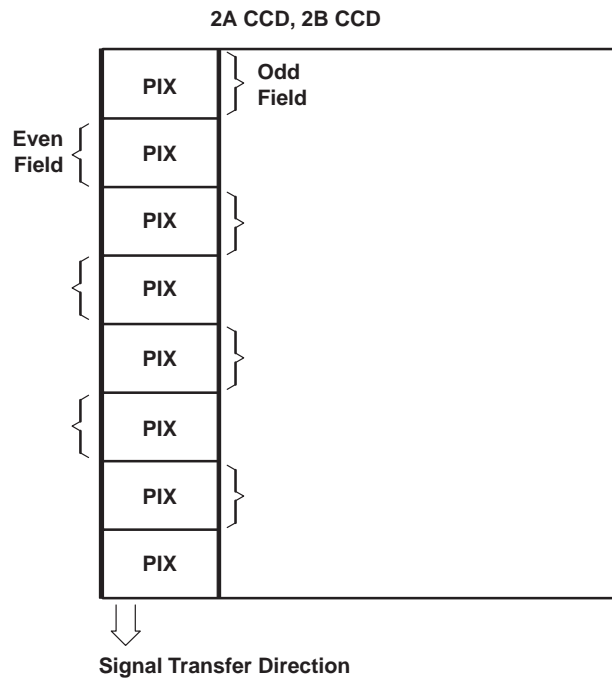 2A CCD, 2B CCD
PIX
Odd
Field
Even
Field
PIX
PIX
PIX
PIX
PIX
PIX
PIX
Signal Transfer Direction